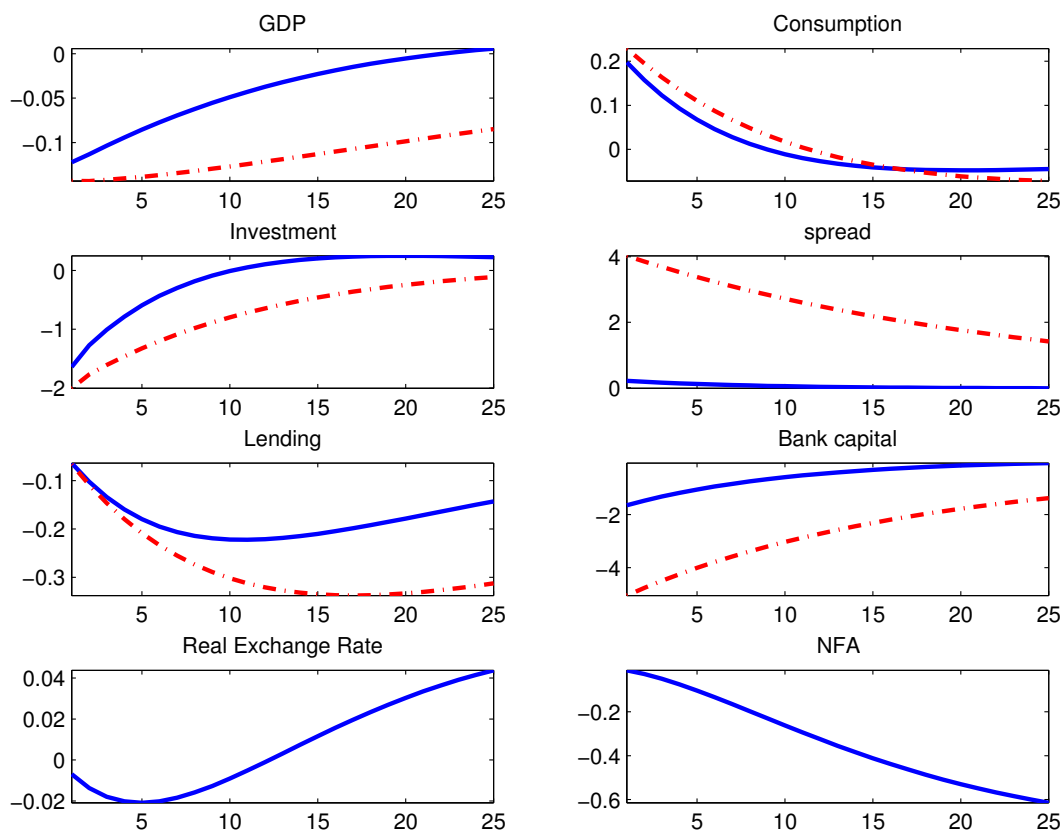 GDP
0
−0.05
−0.1
5 10 15 20 25
Consumption
0.2
0.1
0
5 10 15 20 25
Investment
0
−1
−2
5 10 15 20 25
spread
4
2
0
5 10 15 20 25
Lending
−0.1
−0.2
−0.3
5 10 15 20 25
Bank capital
−2
−4
5 10 15 20 25
Real Exchange Rate
0.04
0.02
0
−0.02
5 10 15 20 25
NFA
−0.2
−0.4
−0.6
5 10 15 20 25